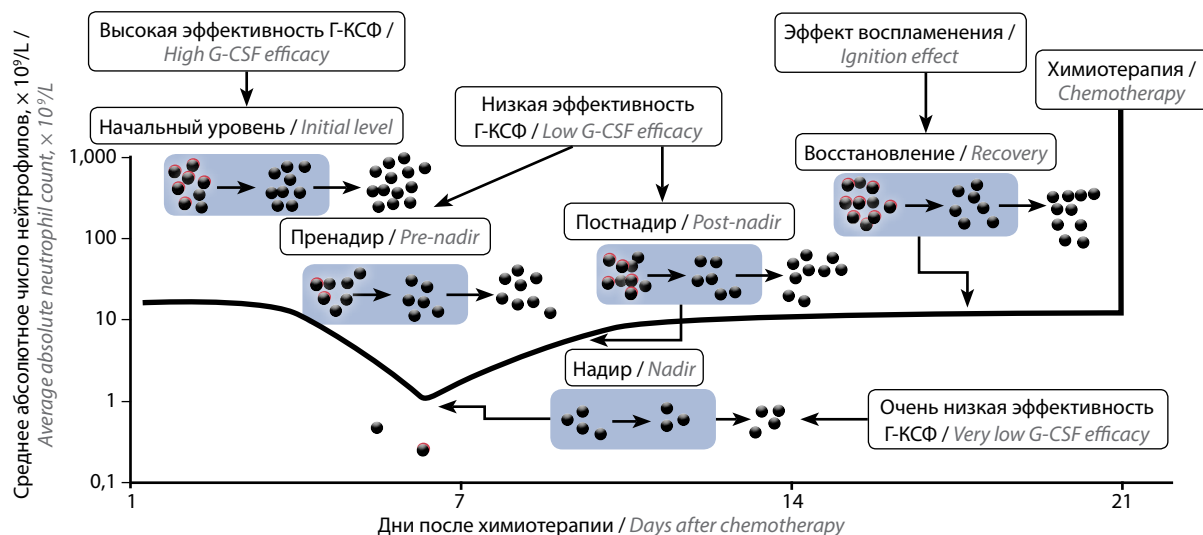 Среднее абсолютное число нейтрофилов, × 10⁹/L /
Average absolute neutrophil count, × 10⁹/L
Высокая эффективность Г-КСФ /
High G-CSF efficacy
Начальный уровень / Initial level
Низкая эффективность
Г-КСФ / Low G-CSF efficacy
Эффект воспламенения /
Ignition effect
Химиотерапия /
Chemotherapy
Восстановление / Recovery
Пренадир / Pre-nadir
Постнадир / Post-nadir
Надир / Nadir
Очень низкая эффективность
Г-КСФ / Very low G-CSF efficacy
1,000
100
10
1
0,1
1
7
14
21
Дни после химиотерапии / Days after chemotherapy